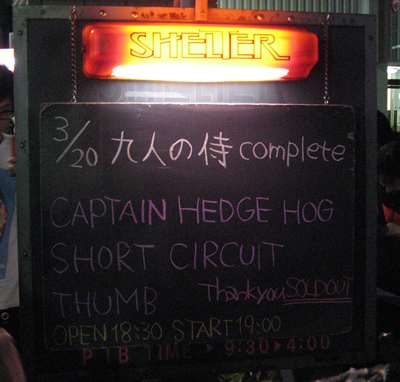 SHELTER
3/20 九人の侍 complete
CAPTAIN HEDGE HOG
SHORT CIRCUIT
THUMB Thank you SOLD OUT
OPEN 18:30 START 19:00
TIME 9:30 4:00